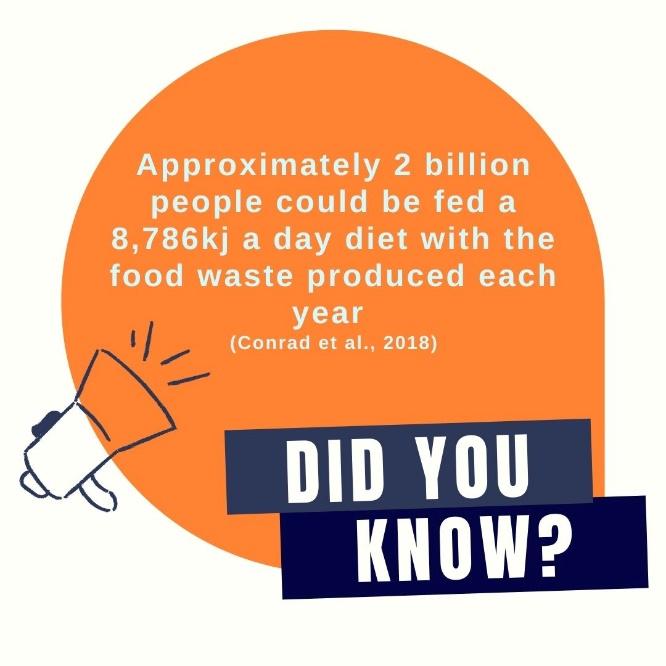 Approximately 2 billion
people could be fed a
8,786kj a day diet with the
food waste produced each
year
(Conrad et al., 2018)
DID YOU
KNOW?